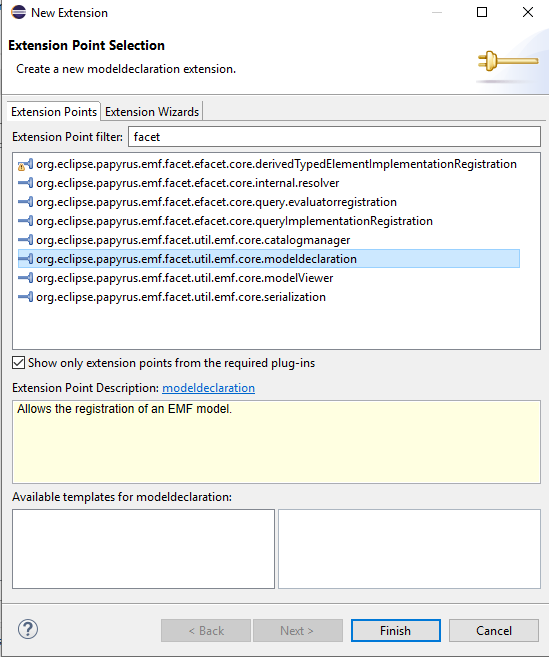 New Extension
Extension Point Selection
Create a new modeldeclaration extension.
Extension Points Extension Wizards
Extension Point filter: facet
org.eclipse.papyrus.emf.facet.efacet.core.derivedTypedElementImplementationRegistration
org.eclipse.papyrus.emf.facet.efacet.core.internal.resolver
org.eclipse.papyrus.emf.facet.efacet.core.query.evaluatorregistration
org.eclipse.papyrus.emf.facet.efacet.core.queryImplementationRegistration
org.eclipse.papyrus.emf.facet.util.emf.core.catalogmanager
org.eclipse.papyrus.emf.facet.util.emf.core.modeldeclaration
org.eclipse.papyrus.emf.facet.util.emf.core.modelViewer
org.eclipse.papyrus.emf.facet.util.emf.core.serialization
Show only extension points from the required plug-ins
Extension Point Description: modeldeclaration
Allows the registration of an EMF model.
Available templates for modeldeclaration:
? < Back Next > Finish Cancel